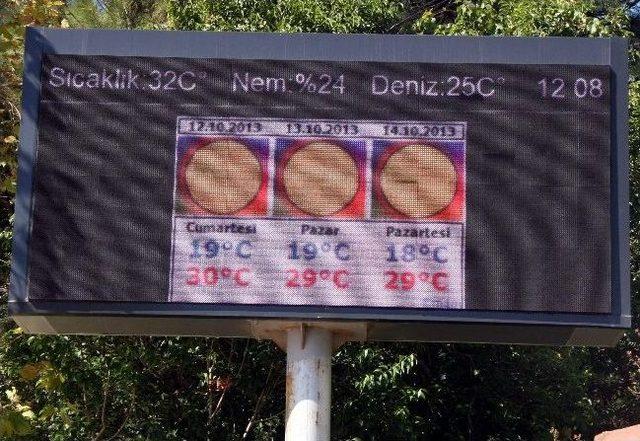 Sıcaklık:32C° Nem:%24 Deniz:25C° 12 08
12.10.2013 13.10.2013 14.10.2013
Cumartesi Pazar Pazartesi
19°C 19°C 18°C
30°C 29°C 29°C